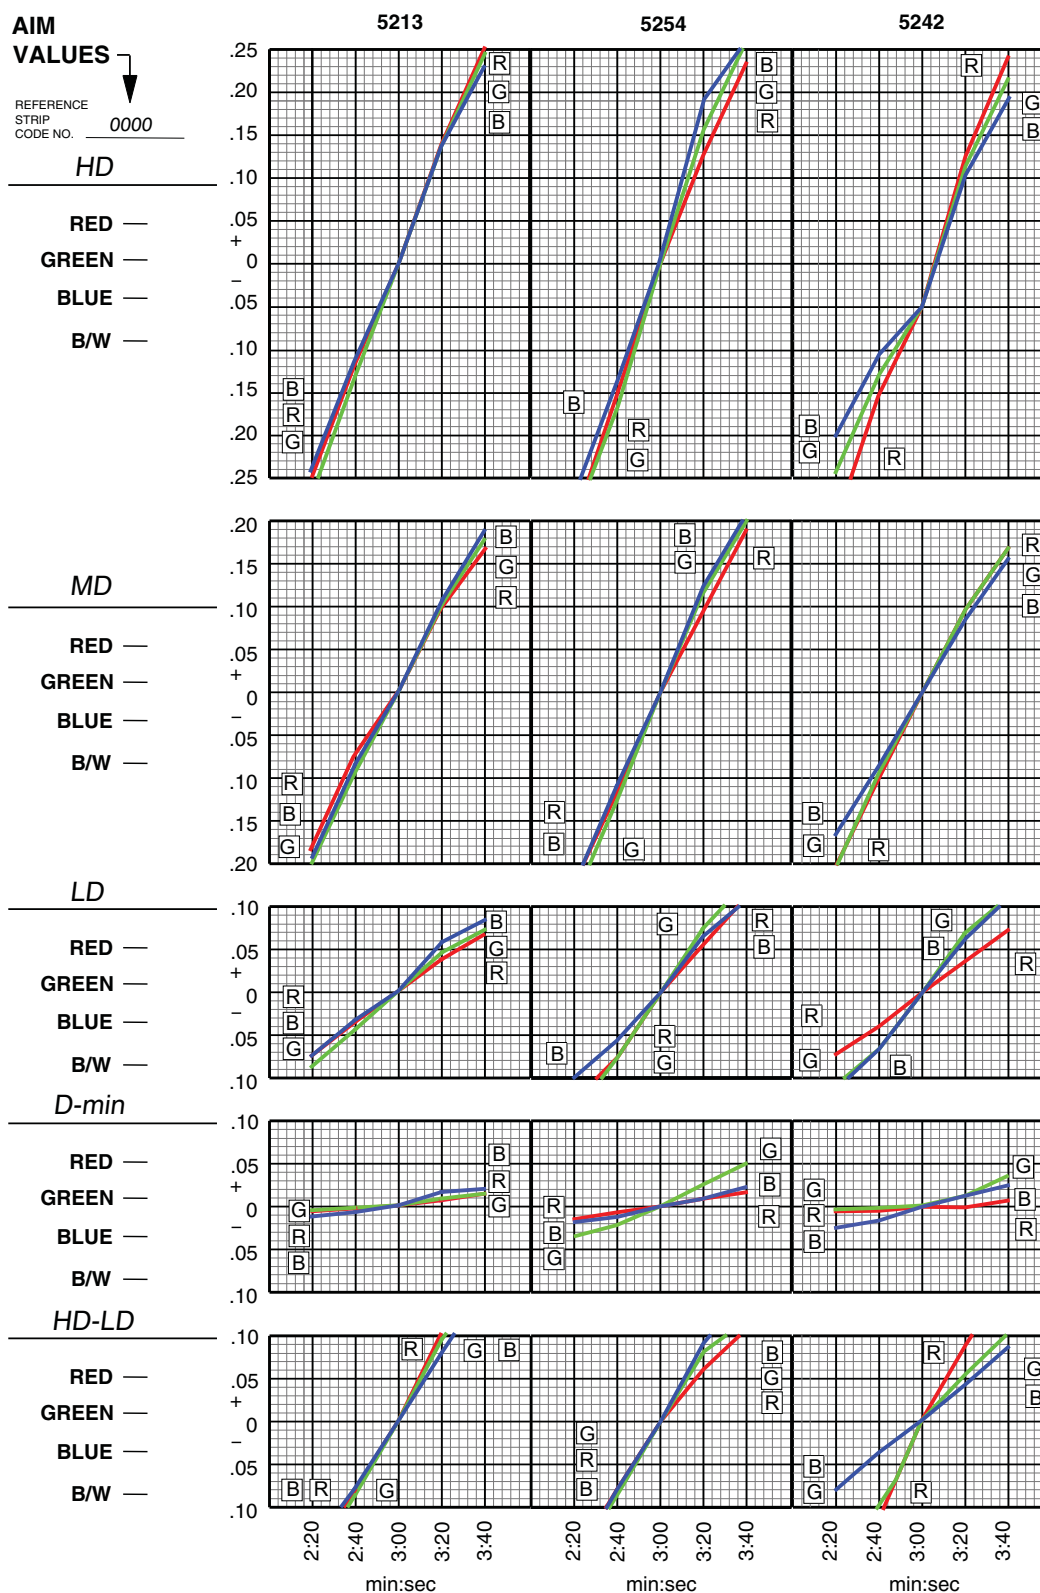 AIM
VALUES
5213 5254 5242
REFERENCE
STRIP
CODE NO. 0000
HD
RED —
GREEN —
BLUE —
B/W —
.25
.20
.15
.10
.05
+
0
–
.05
.10
.15
.20
.25
R
G
B
B
R
G
B
G
R
B
R
G
R
G
B
B
G
R
MD
RED —
GREEN —
BLUE —
B/W —
.20
.15
.10
.05
+
0
–
.05
.10
.15
.20
B
G
R
R
B
G
B
G
R
R
B
G
R
G
B
B
G
R
LD
RED —
GREEN —
BLUE —
B/W —
.10
.05
+
0
–
.05
.10
B
G
R
R
B
G
G
R
B
B
R
G
G
B
R
R
G
B
D-min
RED —
GREEN —
BLUE —
B/W —
.10
.05
+
0
–
.05
.10
B
R
G
G
R
B
G
B
R
R
B
G
G
B
R
G
R
B
HD-LD
RED —
GREEN —
BLUE —
B/W —
.10
.05
+
0
–
.05
.10
R G B
B R G
B
G
R
G
R
B
R
G
B
B
G
R
2:20 2:40 3:00 3:20 3:40 2:20 2:40 3:00 3:20 3:40 2:20 2:40 3:00 3:20 3:40
min:sec min:sec min:sec